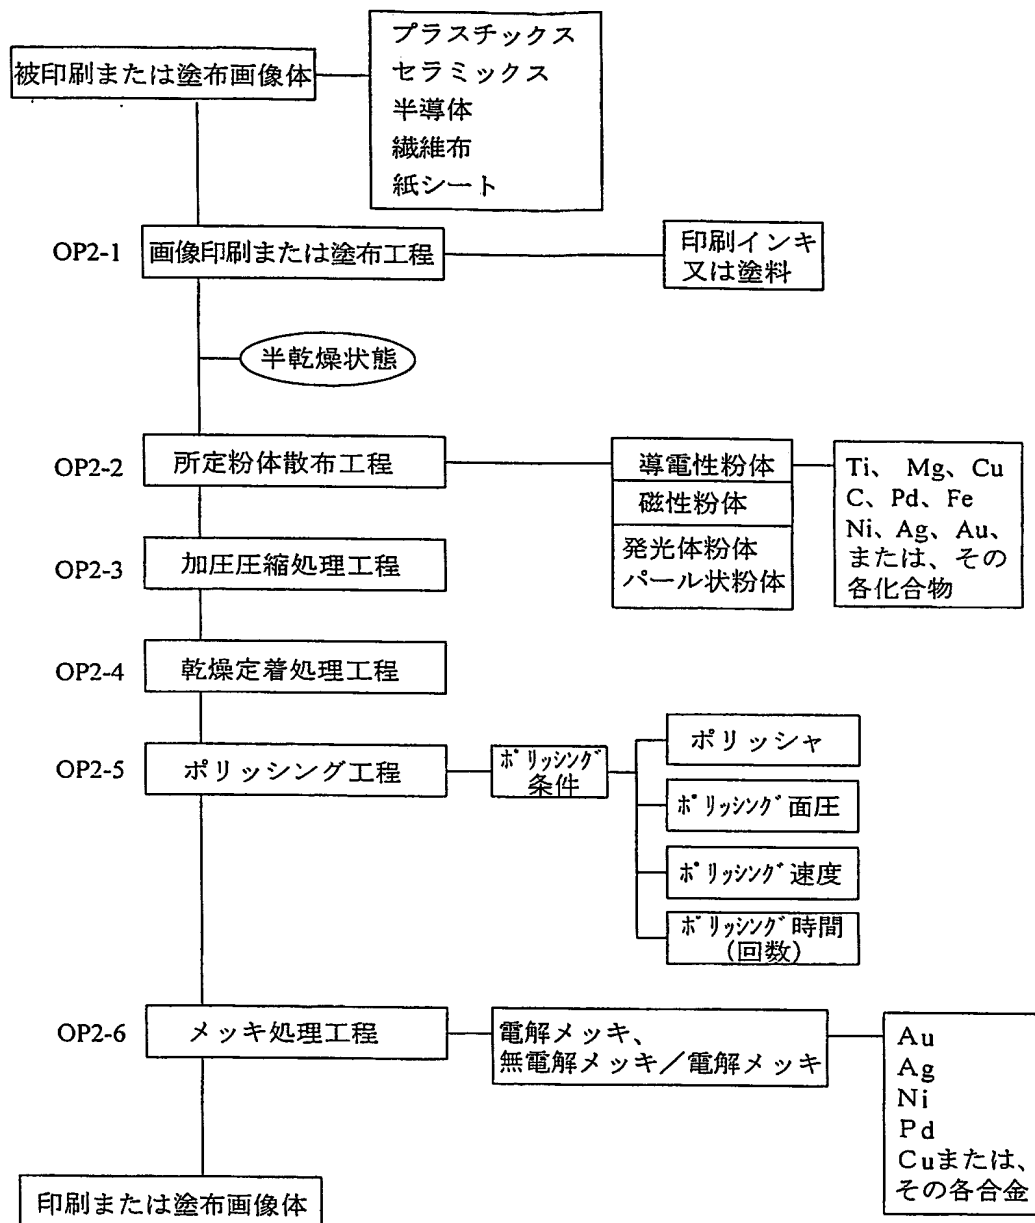 被印刷または塗布画像体
プラスチックス
セラミックス
半導体
繊維布
紙シート
OP2-1
画像印刷または塗布工程
印刷インキ
又は塗料
半乾燥状態
OP2-2
所定粉体散布工程
導電性粉体
磁性粉体
発光体粉体
パール状粉体
Ti、Mg、Cu
C、Pd、Fe
Ni、Ag、Au、
または、その
各化合物
OP2-3
加圧圧縮処理工程
OP2-4
乾燥定着処理工程
OP2-5
ポリッシング工程
ポリッシング
条件
ポリッシャ
ポリッシング面圧
ポリッシング速度
ポリッシング時間
(回数)
OP2-6
メッキ処理工程
電解メッキ、
無電解メッキ/電解メッキ
Au
Ag
Ni
Pd
Cuまたは、
その各合金
印刷または塗布画像体